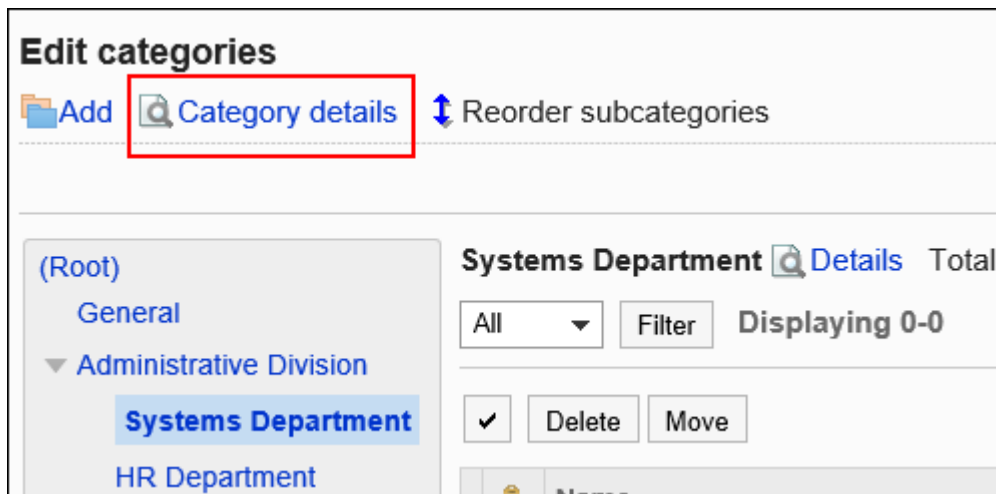 Edit categories
Add Category details Reorder subcategories
(Root)
General
Administrative Division
Systems Department
HR Department
Systems Department Details Total
All Filter Displaying 0-0
Delete Move